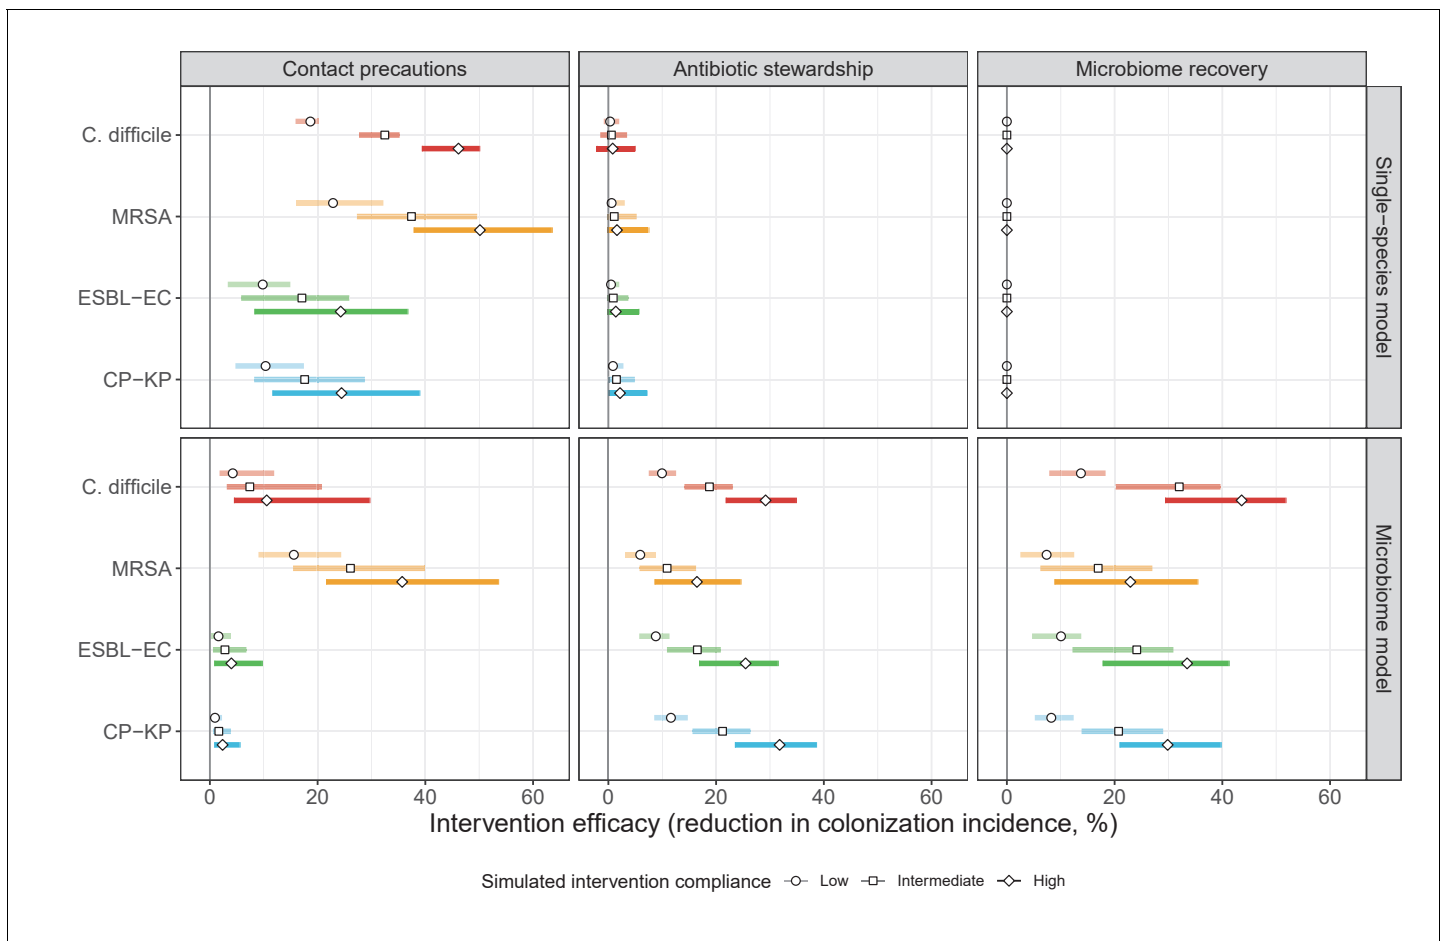 Contact precautions
Antibiotic stewardship
Microbiome recovery
C. difficile
MRSA
ESBL−EC
CP−KP
Single−species model
C. difficile
MRSA
ESBL−EC
CP−KP
Microbiome model
0 20 40 60
0 20 40 60
0 20 40 60
Intervention efficacy (reduction in colonization incidence, %)
Simulated intervention compliance Low Intermediate High